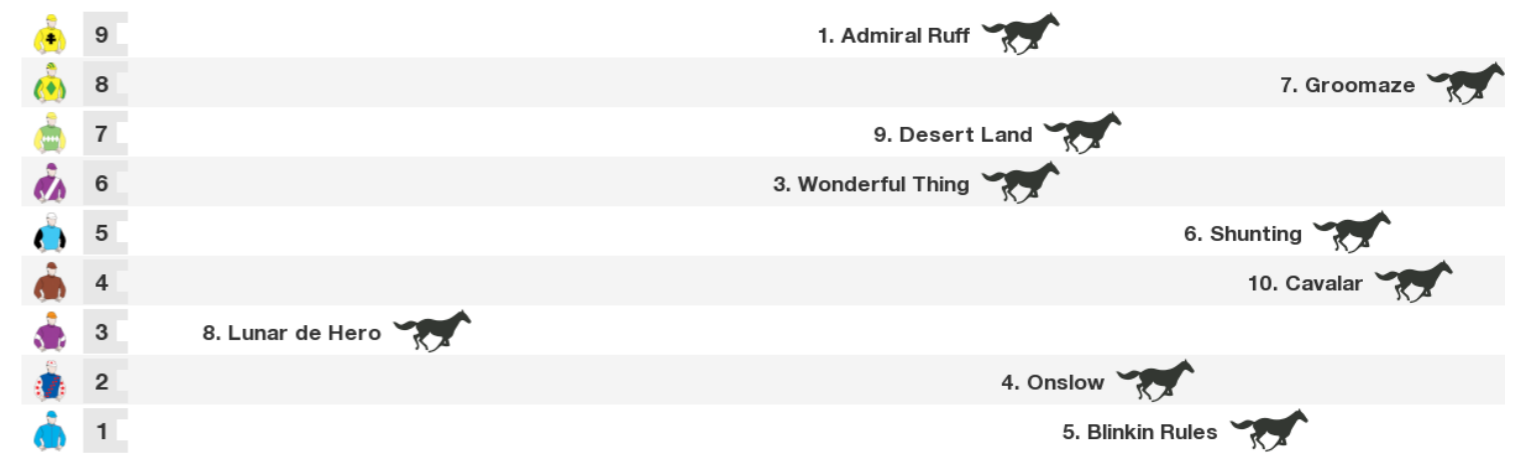 9 1. Admiral Ruff
8 7. Groomaze
7 9. Desert Land
6 3. Wonderful Thing
5 6. Shunting
4 10. Cavalar
3 8. Lunar de Hero
2 4. Onslow
1 5. Blinkin Rules